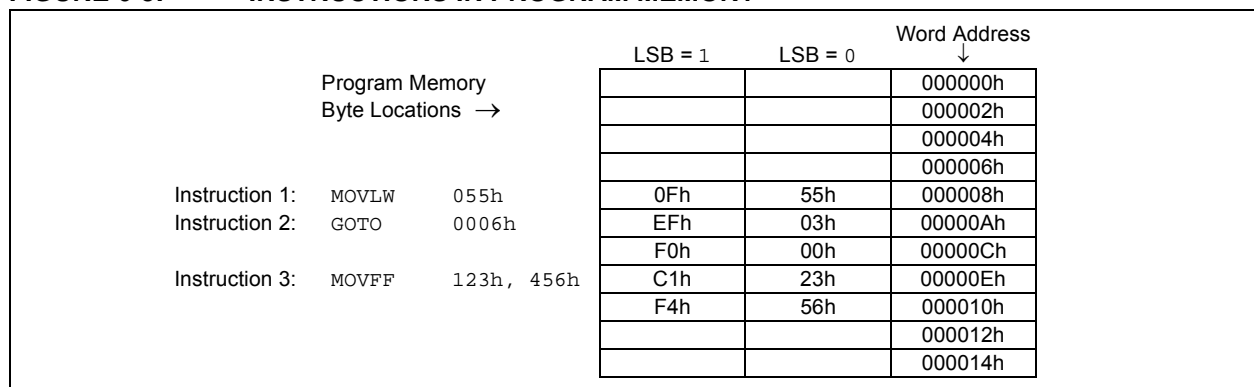 FIGURE INSTRUCTIONS IN PROGRAM MEMORY
Word Address
LSB = 1 LSB = 0 ↓
Program Memory 000000h
Byte Locations → 000002h
000004h
000006h
Instruction 1: MOVLW 055h 0Fh 55h 000008h
Instruction 2: GOTO 0006h EFh 03h 00000Ah
F0h 00h 00000Ch
Instruction 3: MOVFF 123h, 456h C1h 23h 00000Eh
F4h 56h 000010h
000012h
000014h